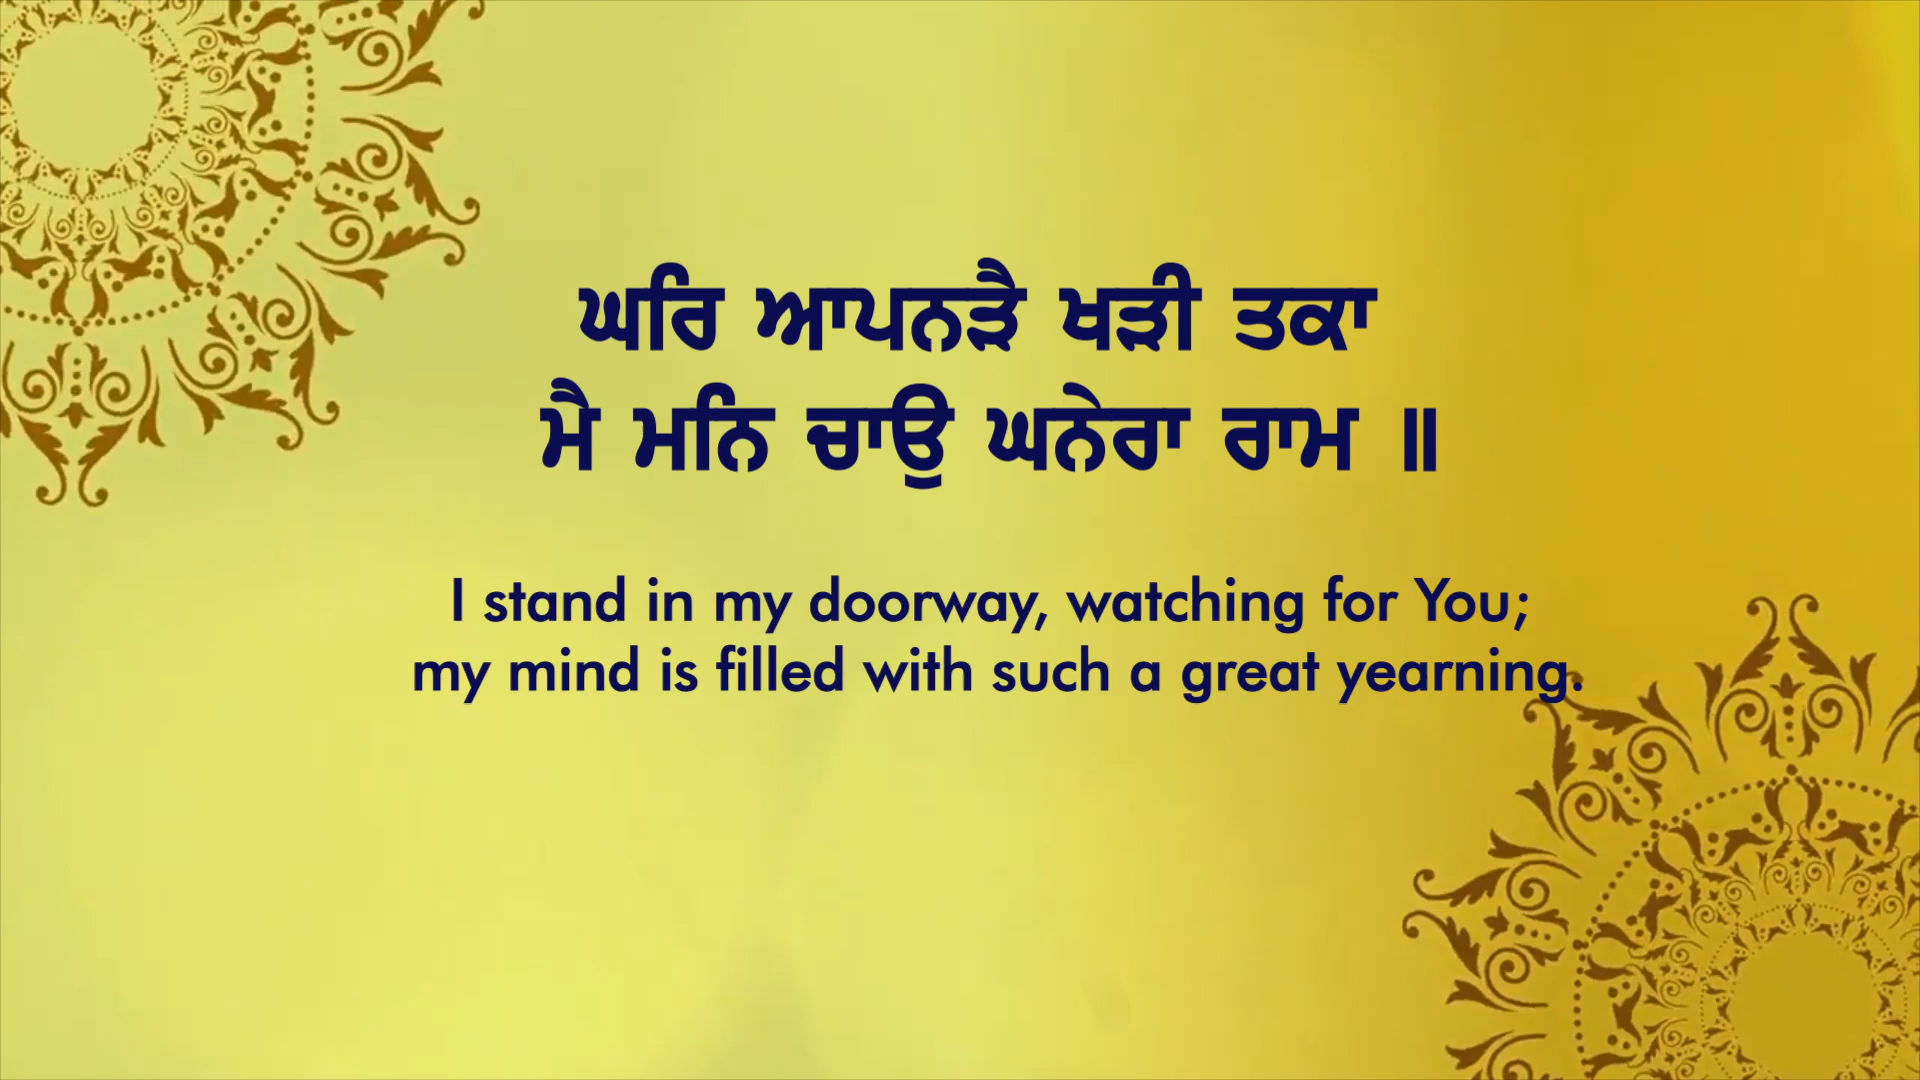 ਘਰਿ ਆਪਨੜੈ ਖੜੀ ਤਕਾ
ਮੈ ਮਨਿ ਚਾਉ ਘਨੇਰਾ ਰਾਮ ॥
I stand in my doorway, watching for You;
my mind is filled with such a great yearning.